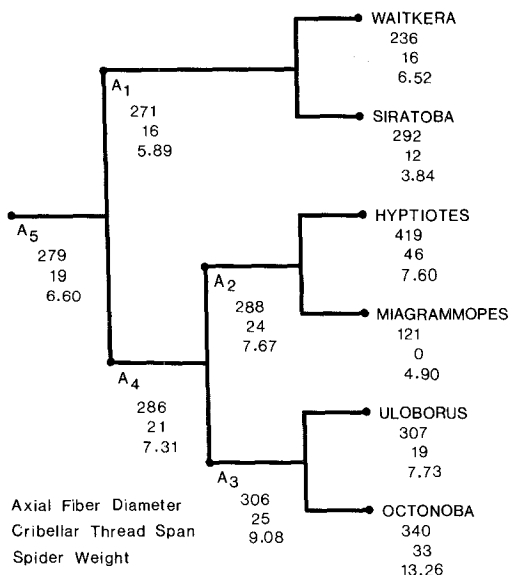 WAITKERA
236
16
6.52
A1
271
16
5.89
SIRATOBA
292
12
3.84
A5
279
19
6.60
HYPTIOTES
419
46
7.60
A2
288
24
7.67
MIAGRAMMOPES
121
0
4.90
A4
286
21
7.31
ULOBORUS
307
19
7.73
A3
306
25
9.08
OCTONOBA
340
33
13.26
Axial Fiber Diameter
Cribellar Thread Span
Spider Weight